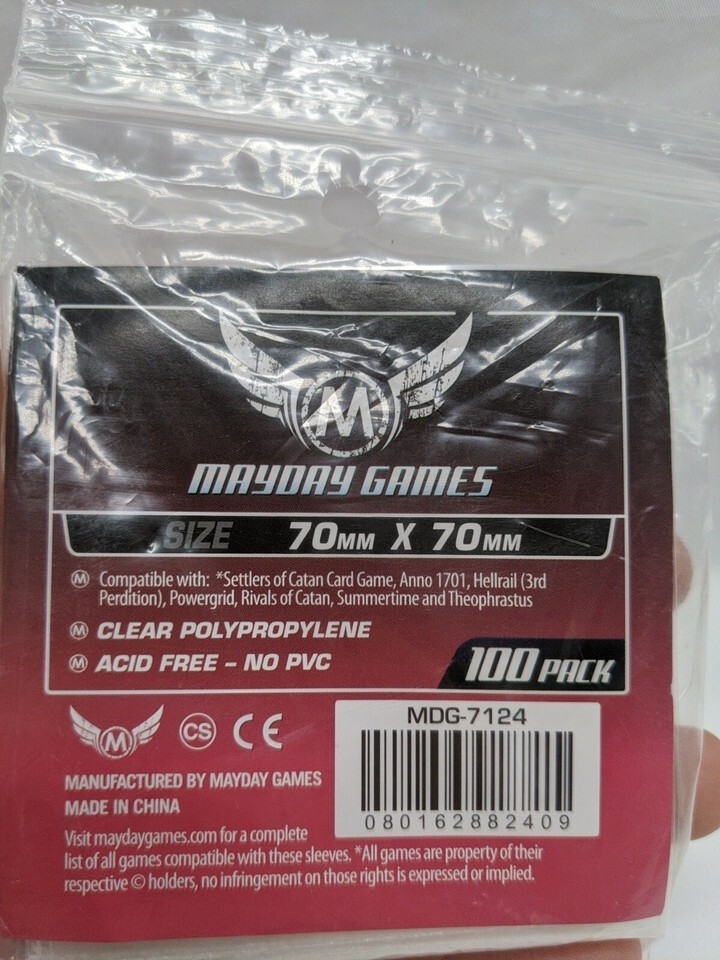 M
MAYDAY GAMES
SIZE 70MM X 70MM
M Compatible with: *Settlers of Catan Card Game, Anno 1701, Hellrail (3rd
Perdition), Powergrid, Rivals of Catan, Summertime and Theophrastus
M CLEAR POLYPROPYLENE
M ACID FREE - NO PVC
100 PACK
M CS CE
MDG-7124
080162882409
MANUFACTURED BY MAYDAY GAMES
MADE IN CHINA
Visit maydaygames.com for a complete
list of all games compatible with these sleeves. *All games are property of their
respective © holders, no infringement on those rights is expressed or implied.